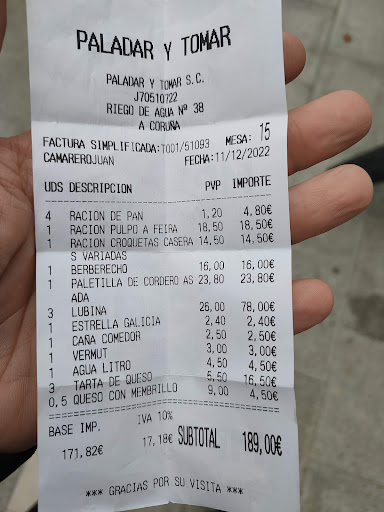 PALADAR Y TOMAR
PALADAR Y TOMAR S.C.
J70510722
RIEGO DE AGUA Nº 38
A CORUÑA
FACTURA SIMPLIFICADA:T001/51093 MESA: 15
CAMAREROJUAN FECHA:11/12/2022
UDS DESCRIPCION PVP IMPORTE
4 RACION DE PAN 1,20 4,80€
1 RACION PULPO A FEIRA 18,50 18,50€
1 RACION CROQUETAS CASERA 14,50 14,50€
S VARIADAS
1 BERBERECHO 16,00 16,00€
1 PALETILLA DE CORDERO AS 23,80 23,80€
ADA
3 LUBINA 26,00 78,00€
1 ESTRELLA GALICIA 2,40 2,40€
1 CAÑA COMEDOR 2,50 2,50€
1 VERMUT 3,00 3,00€
1 AGUA LITRO 4,50 4,50€
3 TARTA DE QUESO 5,50 16,50€
0,5 QUESO CON MEMBRILLO 9,00 4,50€
BASE IMP. IVA 10%
171,82€ 17,18€ SUBTOTAL 189,00€
*** GRACIAS POR SU VISITA ***